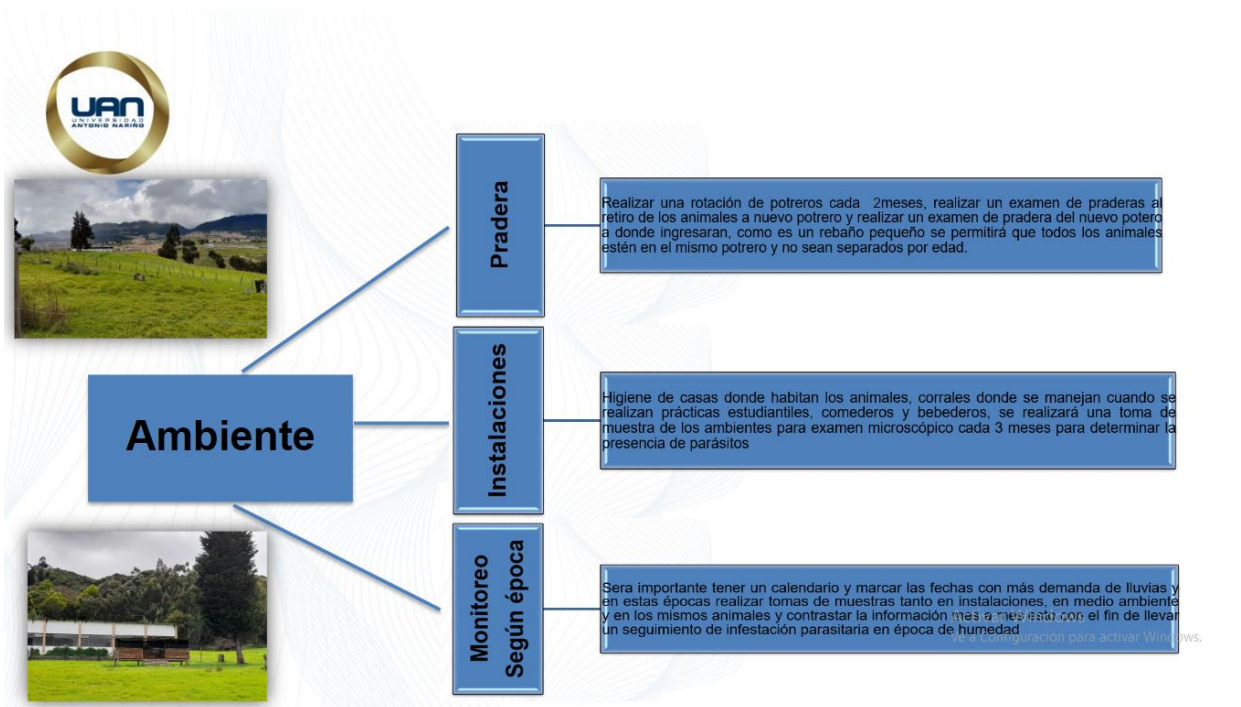 UAN
UNIVERSIDAD
ANTONIO NARIÑO
Ambiente
Pradera
Realizar una rotación de potreros cada 2meses, realizar un examen de praderas al
retiro de los animales a nuevo potrero y realizar un examen de pradera del nuevo potero
a donde ingresaran, como es un rebaño pequeño se permitirá que todos los animales
estén en el mismo potrero y no sean separados por edad.
Instalaciones
Higiene de casas donde habitan los animales, corrales donde se manejan cuando se
realizan prácticas estudiantiles, comederos y bebederos, se realizará una toma de
muestra de los ambientes para examen microscópico cada 3 meses para determinar la
presencia de parásitos
Monitoreo
Según época
Sera importante tener un calendario y marcar las fechas con más demanda de lluvias y
en estas épocas realizar tomas de muestras tanto en instalaciones, en medio ambiente
y en los mismos animales y contrastar la información mes a mes esto con el fin de llevar
un seguimiento de infestación parasitaria en época de humedad
Activar Windows
Ve a Configuración para activar Windows.